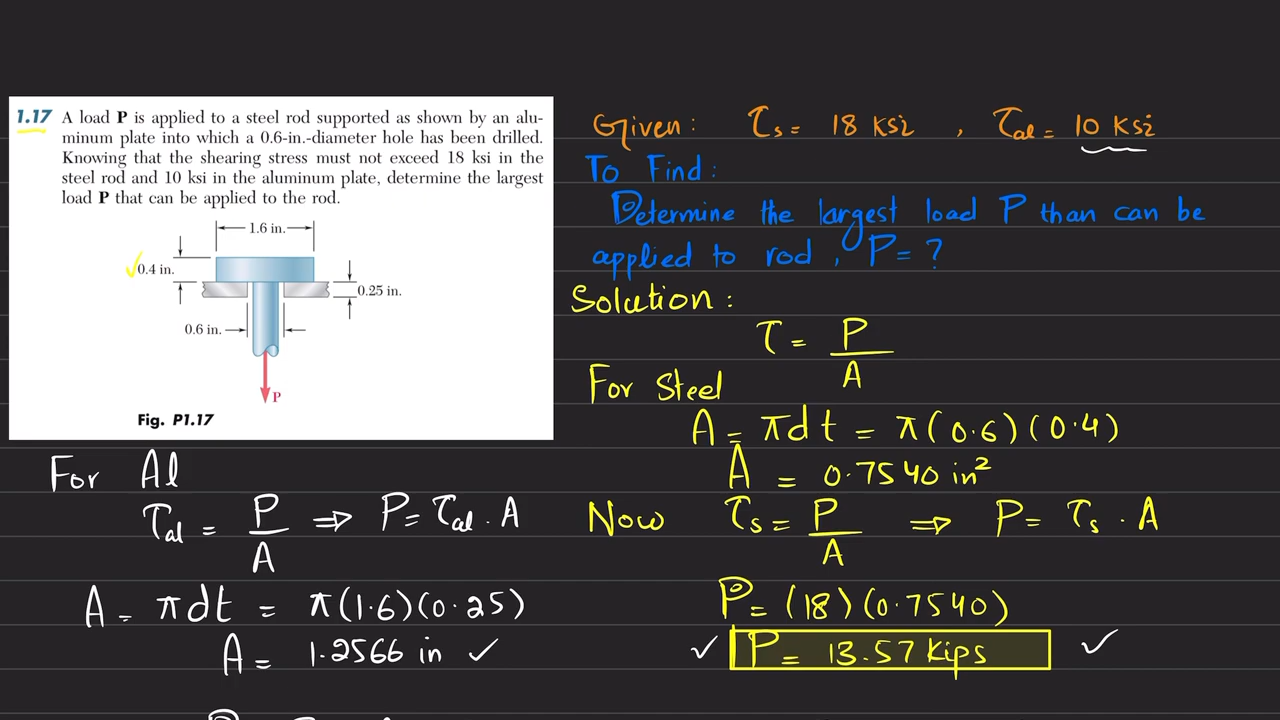 1.17 A load P is applied to a steel rod supported as shown by an alu-
minum plate into which a 0.6-in.-diameter hole has been drilled.
Knowing that the shearing stress must not exceed 18 ksi in the
steel rod and 10 ksi in the aluminum plate, determine the largest
load P that can be applied to the rod.
1.6 in.
0.4 in.
0.25 in.
0.6 in.
P
Fig. P1.17
Given: τs = 18 ksi , τal = 10 ksi
To Find:
Determine the largest load P than can be
applied to rod, P = ?
Solution:
τ = P/A
For Steel
A = πdt = π(0.6)(0.4)
A = 0.7540 in²
Now τs = P/A ⇒ P = τs . A
P = (18)(0.7540)
✓ P = 13.57 Kips ✓
For Al
τal = P/A ⇒ P = τal . A
A = πdt = π(1.6)(0.25)
A = 1.2566 in ✓